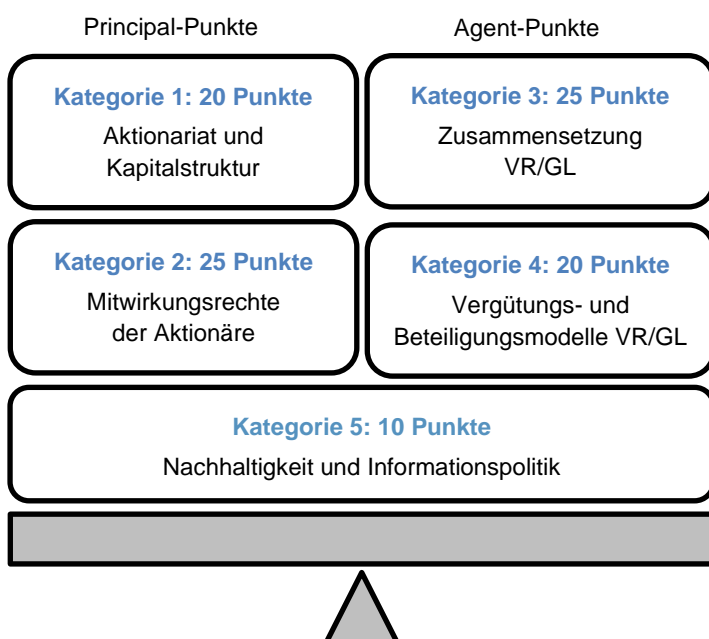 Principal-Punkte
Agent-Punkte
Kategorie 1: 20 Punkte
Aktionariat und
Kapitalstruktur
Kategorie 3: 25 Punkte
Zusammensetzung
VR/GL
Kategorie 2: 25 Punkte
Mitwirkungsrechte
der Aktionäre
Kategorie 4: 20 Punkte
Vergütungs- und
Beteiligungsmodelle VR/GL
Kategorie 5: 10 Punkte
Nachhaltigkeit und Informationspolitik